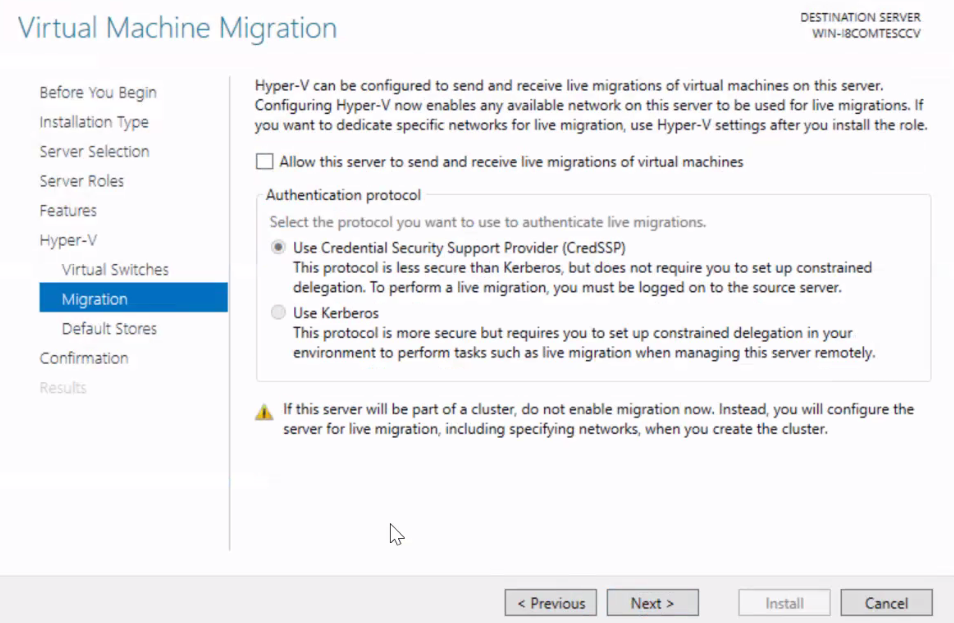 Virtual Machine Migration
DESTINATION SERVER
WIN-I8COMTESCCV
Before You Begin
Installation Type
Server Selection
Server Roles
Features
Hyper-V
Virtual Switches
Migration
Default Stores
Confirmation
Results
Hyper-V can be configured to send and receive live migrations of virtual machines on this server.
Configuring Hyper-V now enables any available network on this server to be used for live migrations. If
you want to dedicate specific networks for live migration, use Hyper-V settings after you install the role.
Allow this server to send and receive live migrations of virtual machines
Authentication protocol
Select the protocol you want to use to authenticate live migrations.
Use Credential Security Support Provider (CredSSP)
This protocol is less secure than Kerberos, but does not require you to set up constrained
delegation. To perform a live migration, you must be logged on to the source server.
Use Kerberos
This protocol is more secure but requires you to set up constrained delegation in your
environment to perform tasks such as live migration when managing this server remotely.
If this server will be part of a cluster, do not enable migration now. Instead, you will configure the
server for live migration, including specifying networks, when you create the cluster.
< Previous
Next >
Install
Cancel